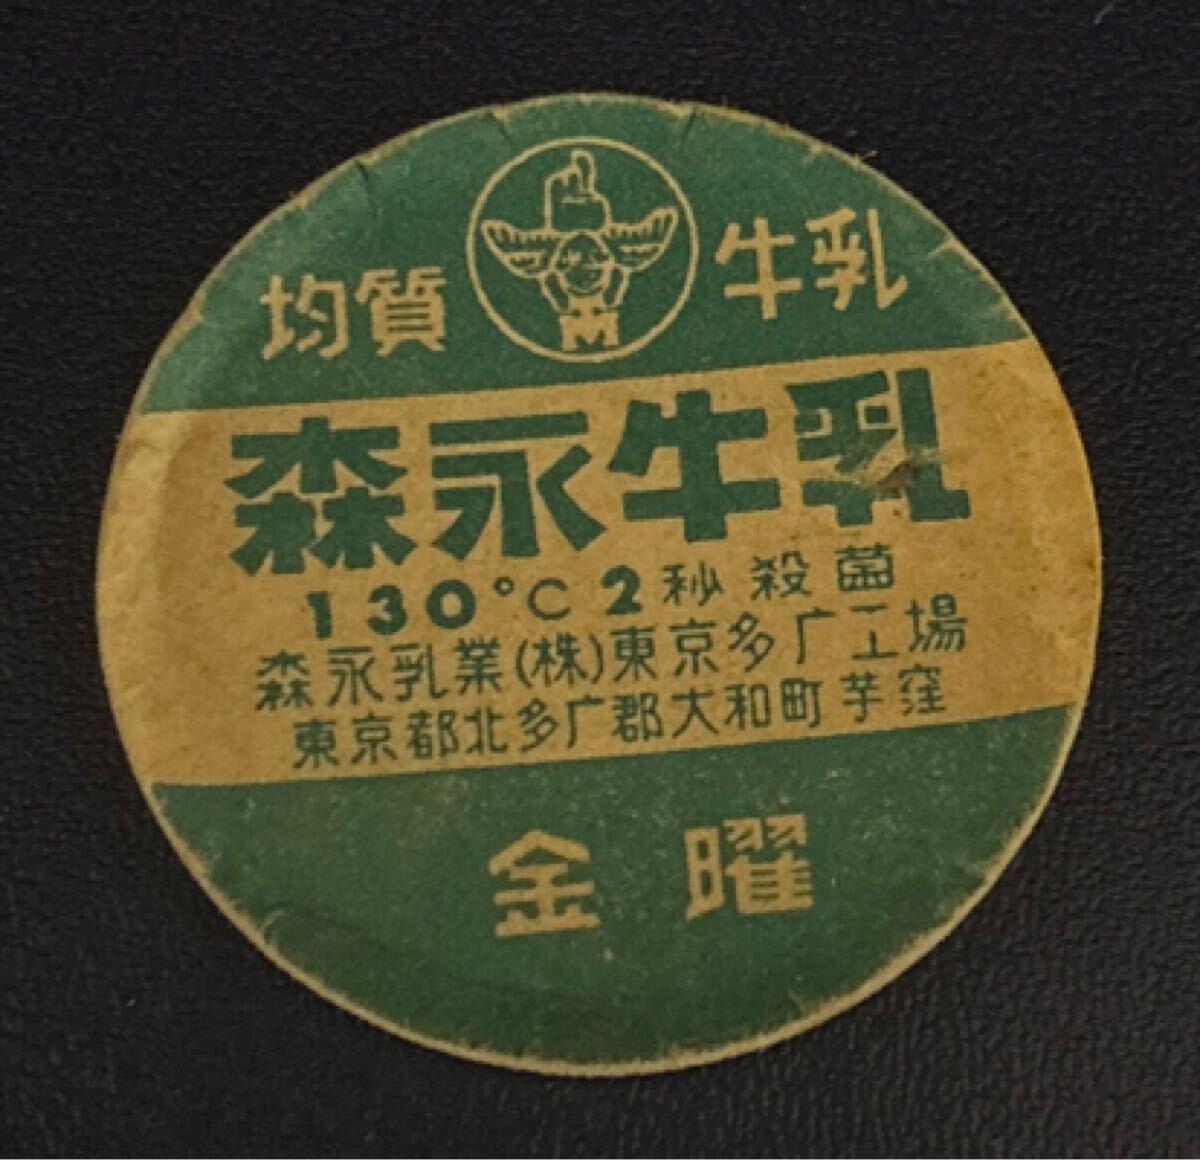 均質 牛乳
M
森永牛乳
130°C 2秒殺菌
森永乳業(株)東京多广工場
東京都北多广郡大和町芋窪
金曜